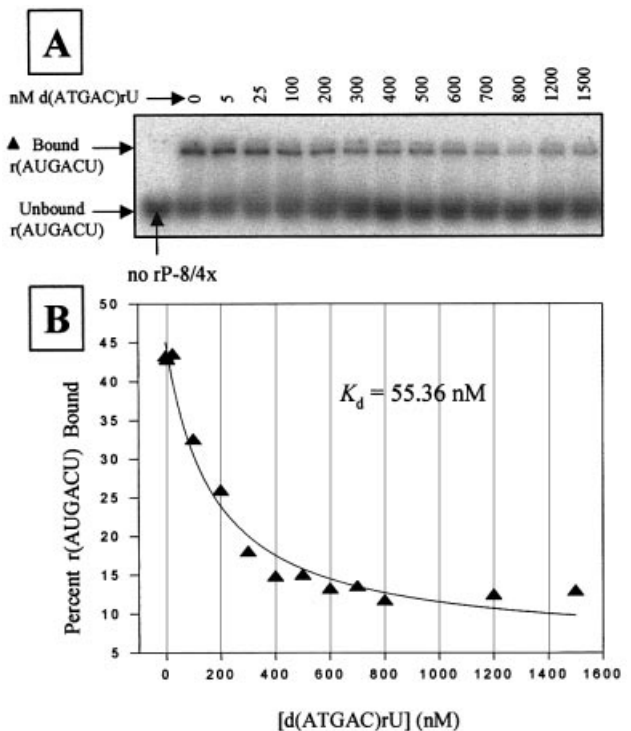 A
nM d(ATGAC)rU
0 5 25 100 200 300 400 500 600 700 800 1200 1500
▲ Bound
r(AUGACU)
Unbound
r(AUGACU)
no rP-8/4x
B
50
45
40
35
30
25
20
15
10
5
Percent r(AUGACU) Bound
Kd = 55.36 nM
0 200 400 600 800 1000 1200 1400 1600
[d(ATGAC)rU] (nM)